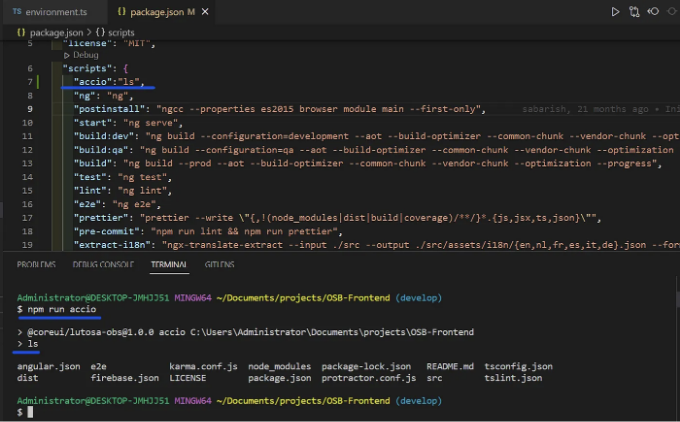 TS environment.ts
{} package.json M X
{} package.json > {} scripts
5 "license": "MIT",
Debug
6 "scripts": {
7 "accio":"ls",
8 "ng": "ng",
9 "postinstall": "ngcc --properties es2015 browser module main --first-only", sabarish, 21 months ago • Ini
10 "start": "ng serve",
11 "build:dev": "ng build --configuration=development --aot --build-optimizer --common-chunk --vendor-chunk --opt
12 "build:qa": "ng build --configuration=qa --aot --build-optimizer --common-chunk --vendor-chunk --optimization
13 "build": "ng build --prod --aot --build-optimizer --common-chunk --vendor-chunk --optimization --progress",
14 "test": "ng test",
15 "lint": "ng lint",
16 "e2e": "ng e2e",
17 "prettier": "prettier --write \"{,!(node_modules|dist|build|coverage)/**/}*.{js,jsx,ts,json}\"",
18 "pre-commit": "npm run lint && npm run prettier",
19 "extract-i18n": "ngx-translate-extract --input ./src --output ./src/assets/i18n/{en,nl,fr,es,it,de}.json --form
PROBLEMS DEBUG CONSOLE TERMINAL GITLENS
Administrator@DESKTOP-JMHJJ51 MINGW64 ~/Documents/projects/OSB-Frontend (develop)
$ npm run accio
> @coreui/lutosa-obs@1.0.0 accio C:\Users\Administrator\Documents\projects\OSB-Frontend
> ls
angular.json e2e karma.conf.js node_modules package-lock.json README.md tsconfig.json
dist firebase.json LICENSE package.json protractor.conf.js src tslint.json
Administrator@DESKTOP-JMHJJ51 MINGW64 ~/Documents/projects/OSB-Frontend (develop)
$